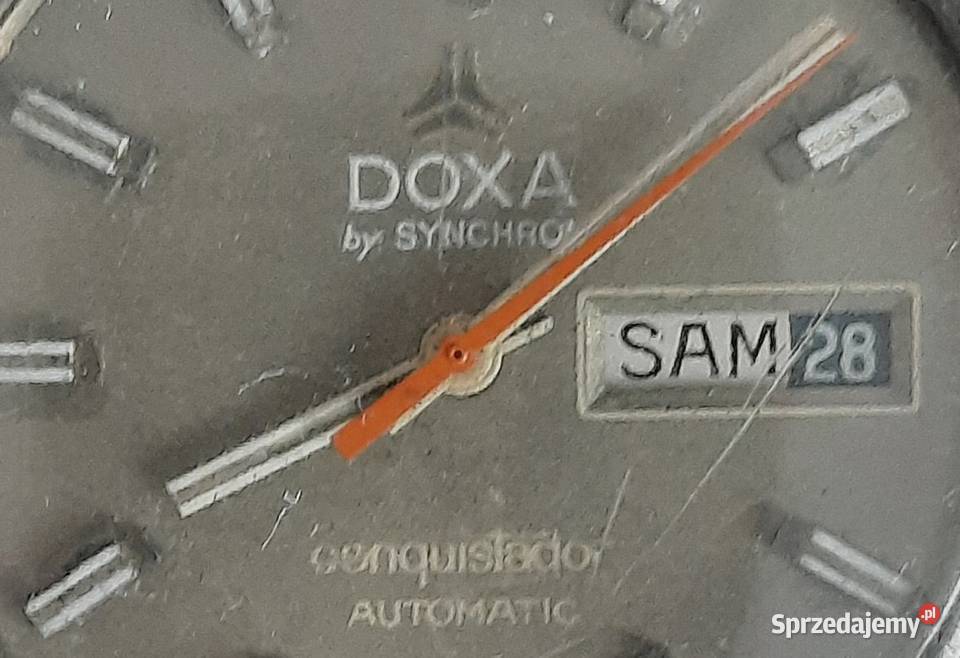 DOXA
by SYNCHRON
SAM 28
conquistador
AUTOMATIC
Sprzedajemy.pl